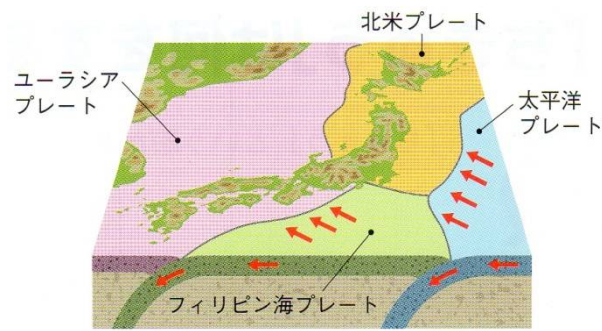 北米プレート
ユーラシア
プレート
太平洋
プレート
フィリピン海プレート